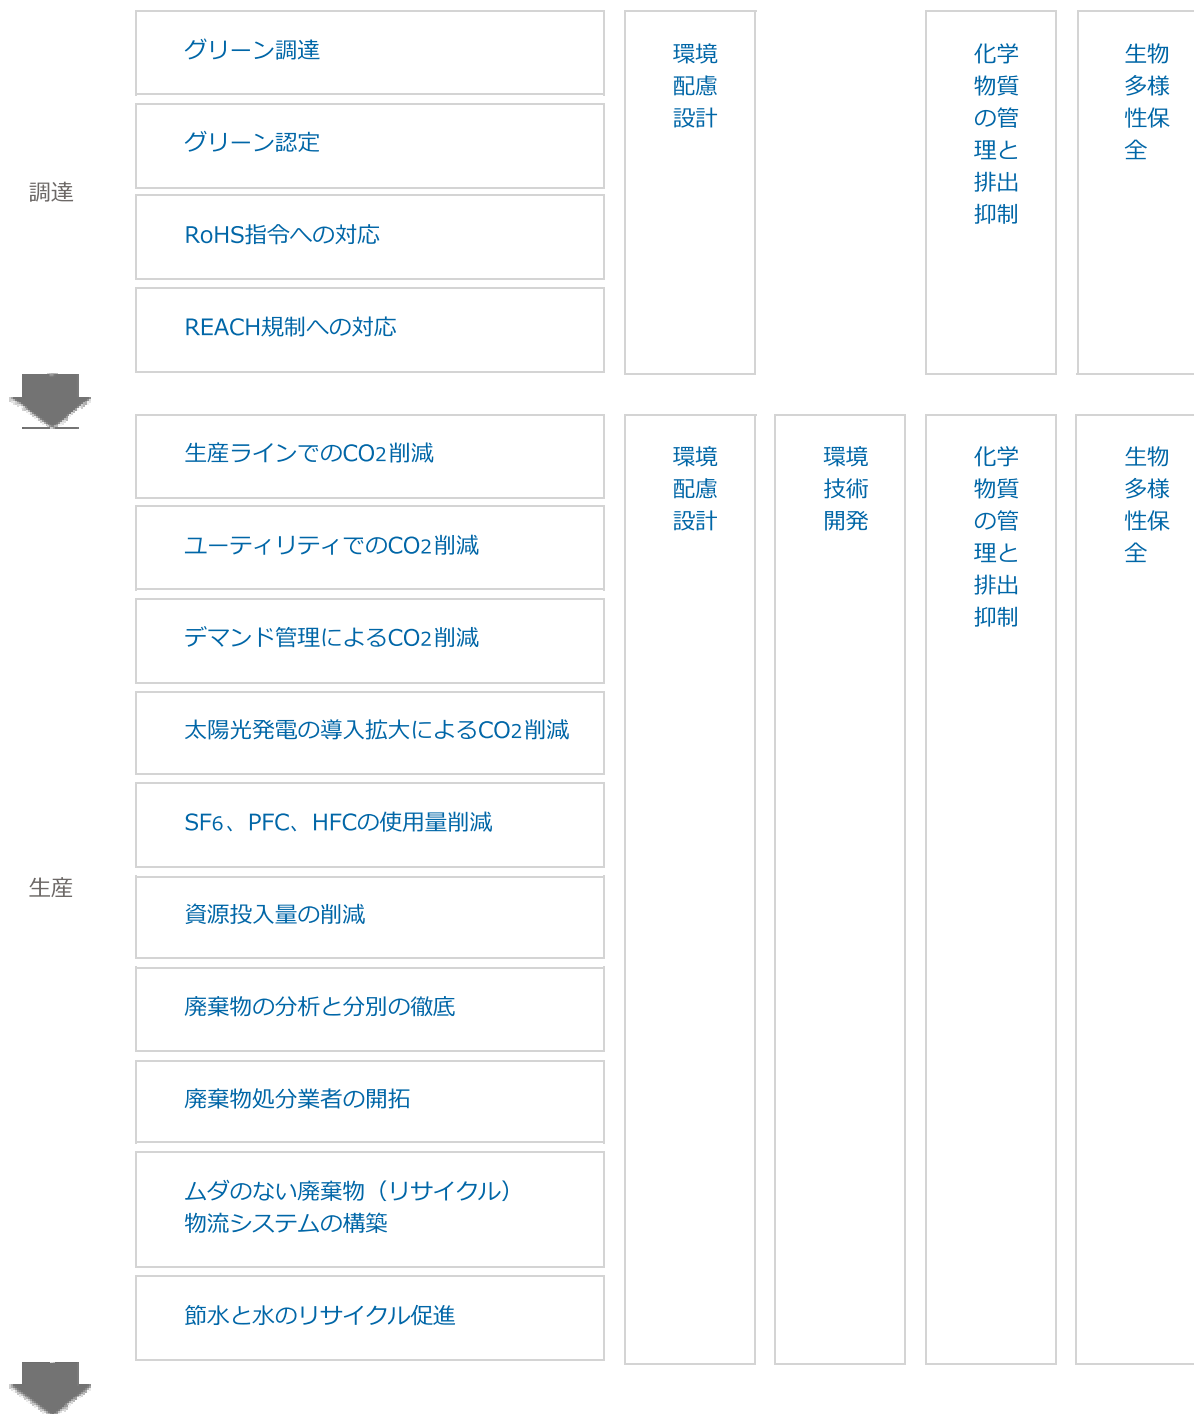 調達
グリーン調達
グリーン認定
RoHS指令への対応
REACH規制への対応
環境
配慮
設計
化学
物質
の管
理と
排出
抑制
生物
多様
性保
全
生産
生産ラインでのCO2削減
ユーティリティでのCO2削減
デマンド管理によるCO2削減
太陽光発電の導入拡大によるCO2削減
SF6、PFC、HFCの使用量削減
資源投入量の削減
廃棄物の分析と分別の徹底
廃棄物処分業者の開拓
ムダのない廃棄物（リサイクル）
物流システムの構築
節水と水のリサイクル促進
環境
配慮
設計
環境
技術
開発
化学
物質
の管
理と
排出
抑制
生物
多様
性保
全